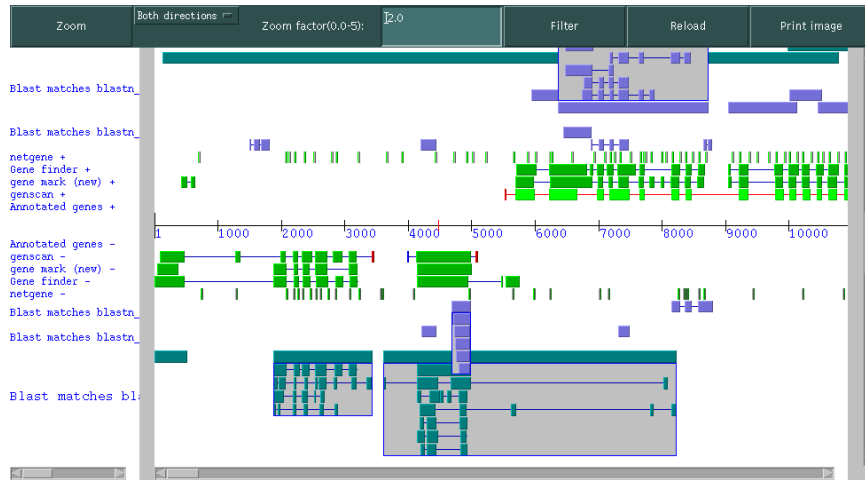 Zoom
Both directions
Zoom factor(0.0-5):
2.0
Filter
Reload
Print image
Blast matches blastn_
Blast matches blastn_
netgene +
Gene finder +
gene mark (new) +
genscan +
Annotated genes +
1 1000 2000 3000 4000 5000 6000 7000 8000 9000 10000
Annotated genes -
genscan -
gene mark (new) -
Gene finder -
netgene -
Blast matches blastn_
Blast matches blastn_
Blast matches bla